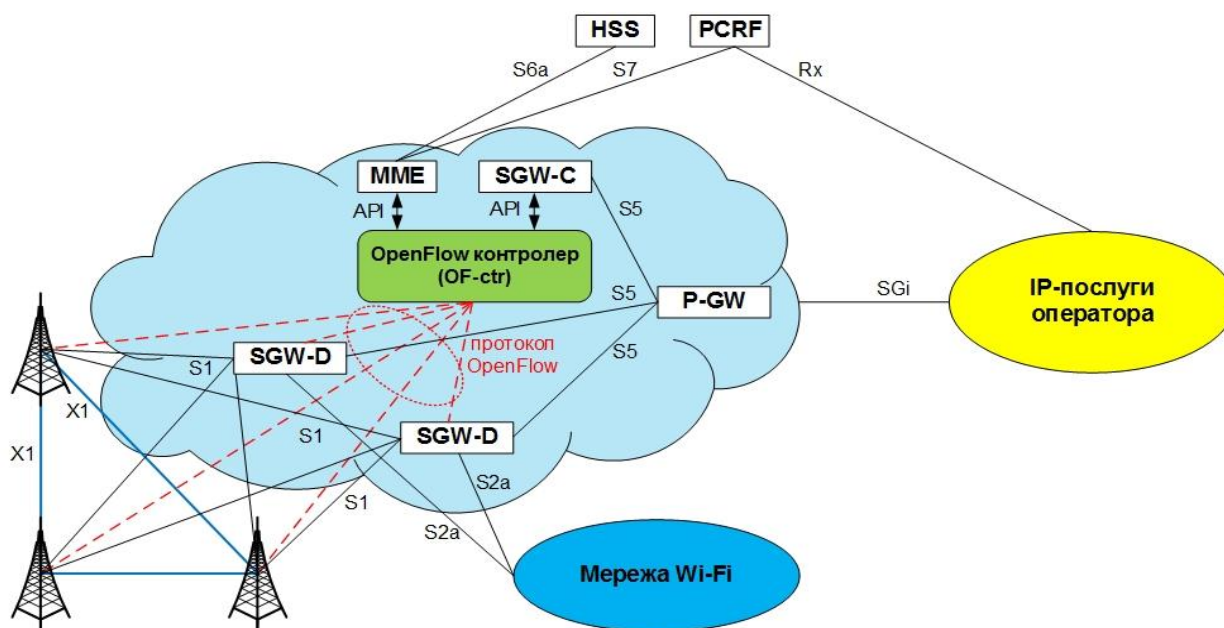 HSS
PCRF
S6a
S7
Rx
MME
SGW-C
API
API
S5
OpenFlow контролер
(OF-ctr)
S5
P-GW
SGi
IP-послуги
оператора
протокол
OpenFlow
S1
SGW-D
S5
X1
S1
SGW-D
X1
S1
S2a
S2a
Мережа Wi-Fi